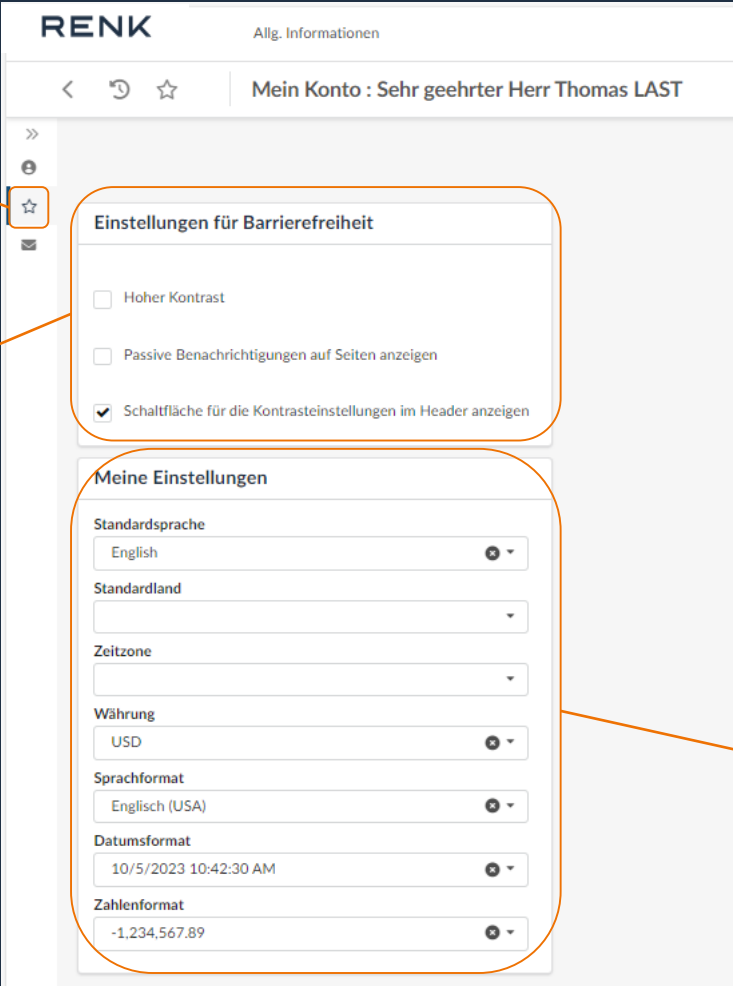 RENK
Allg. Informationen
Mein Konto : Sehr geehrter Herr Thomas LAST
Einstellungen für Barrierefreiheit
Hoher Kontrast
Passive Benachrichtigungen auf Seiten anzeigen
Schaltfläche für die Kontrasteinstellungen im Header anzeigen
Meine Einstellungen
Standardsprache
English
Standardland
Zeitzone
Währung
USD
Sprachformat
Englisch (USA)
Datumsformat
10/5/2023 10:42:30 AM
Zahlenformat
-1,234,567.89